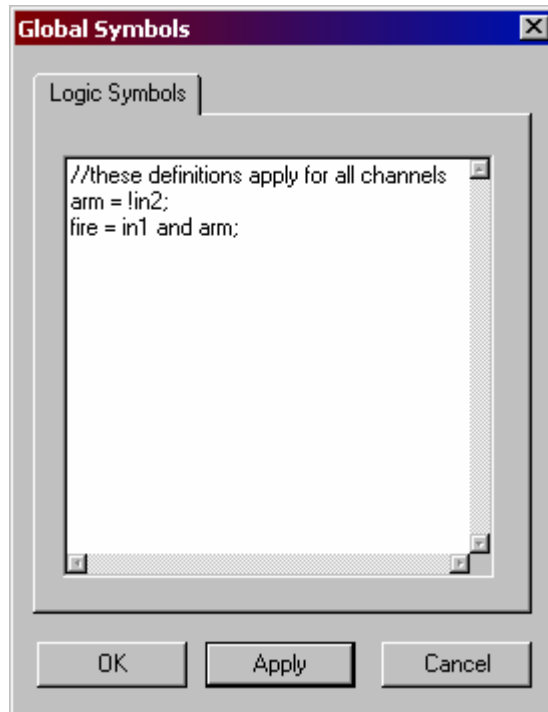 Global Symbols
Logic Symbols
//these definitions apply for all channels
arm = !in2;
fire = in1 and arm;
OK Apply Cancel